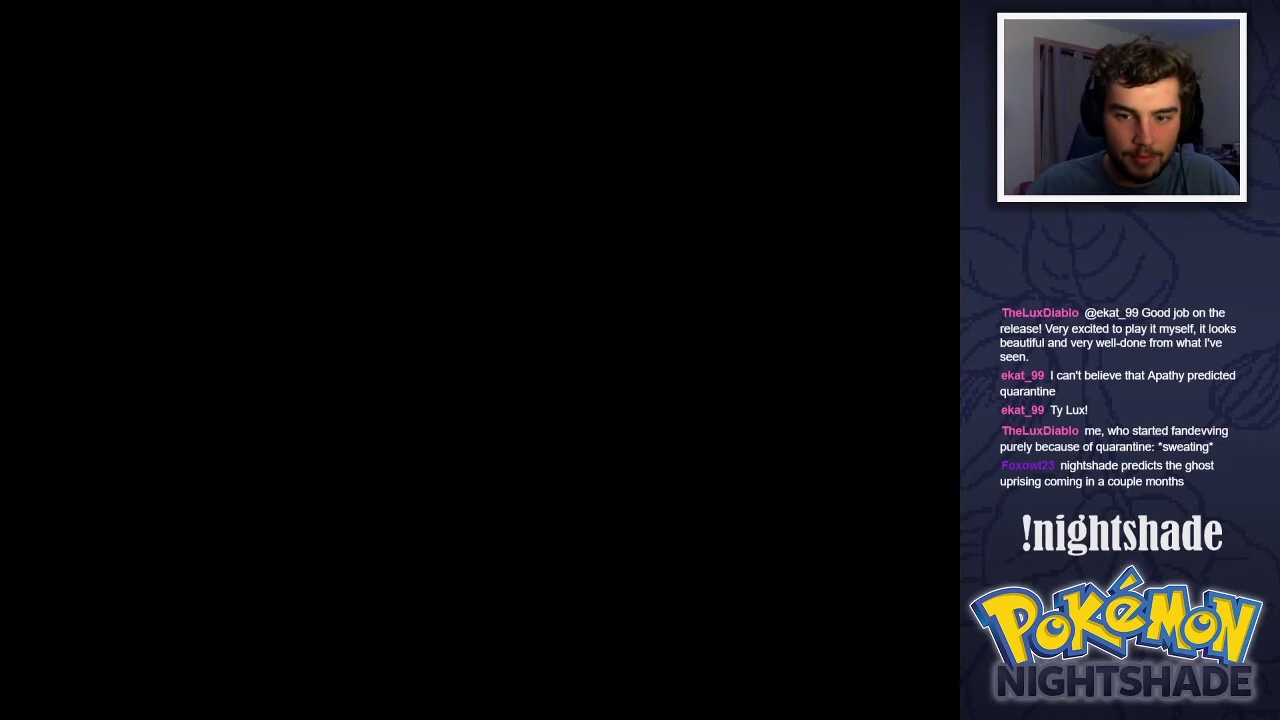 TheLuxDiablo @ekat_99 Good job on the
release! Very excited to play it myself, it looks
beautiful and very well-done from what I've
seen.
ekat_99 I can't believe that Apathy predicted
quarantine
ekat_99 Ty Lux!
TheLuxDiablo me, who started fandevving
purely because of quarantine: *sweating*
Foxowl23 nightshade predicts the ghost
uprising coming in a couple months
!nightshade
POKéMON
NIGHTSHADE